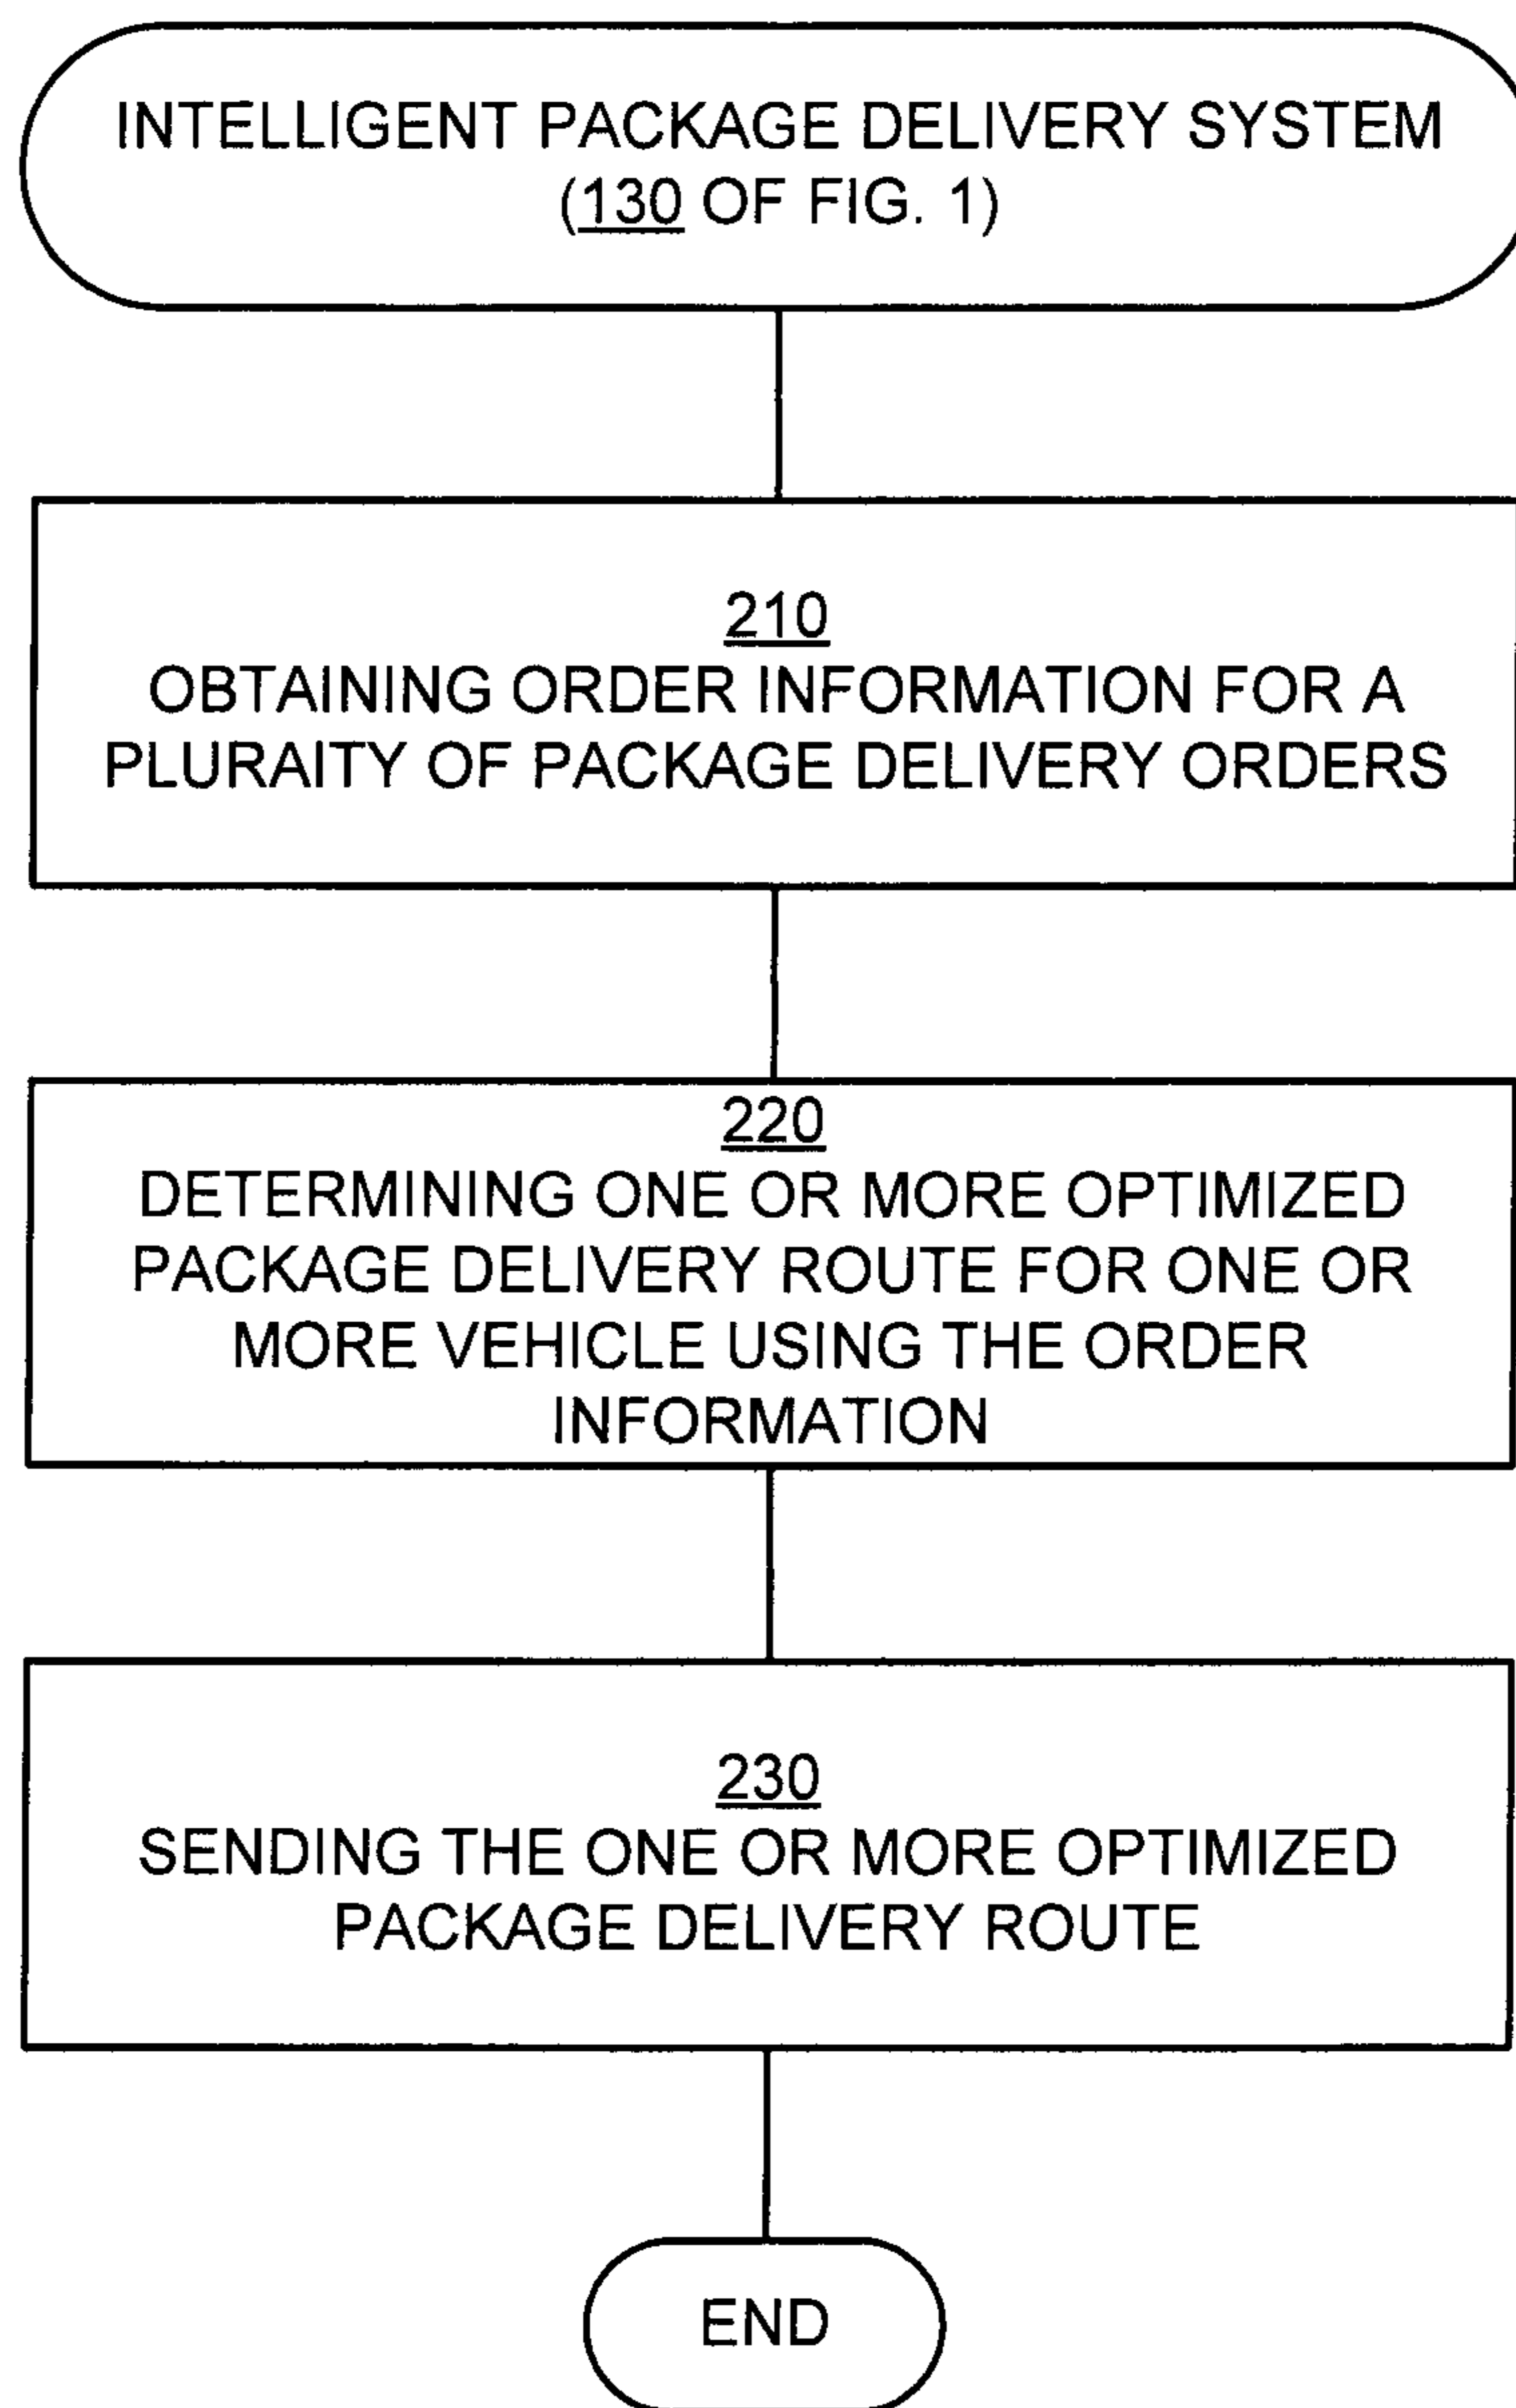 INTELLIGENT PACKAGE DELIVERY SYSTEM
(130 OF FIG. 1)
210
OBTAINING ORDER INFORMATION FOR A
PLURAITY OF PACKAGE DELIVERY ORDERS
220
DETERMINING ONE OR MORE OPTIMIZED
PACKAGE DELIVERY ROUTE FOR ONE OR
MORE VEHICLE USING THE ORDER
INFORMATION
230
SENDING THE ONE OR MORE OPTIMIZED
PACKAGE DELIVERY ROUTE
END